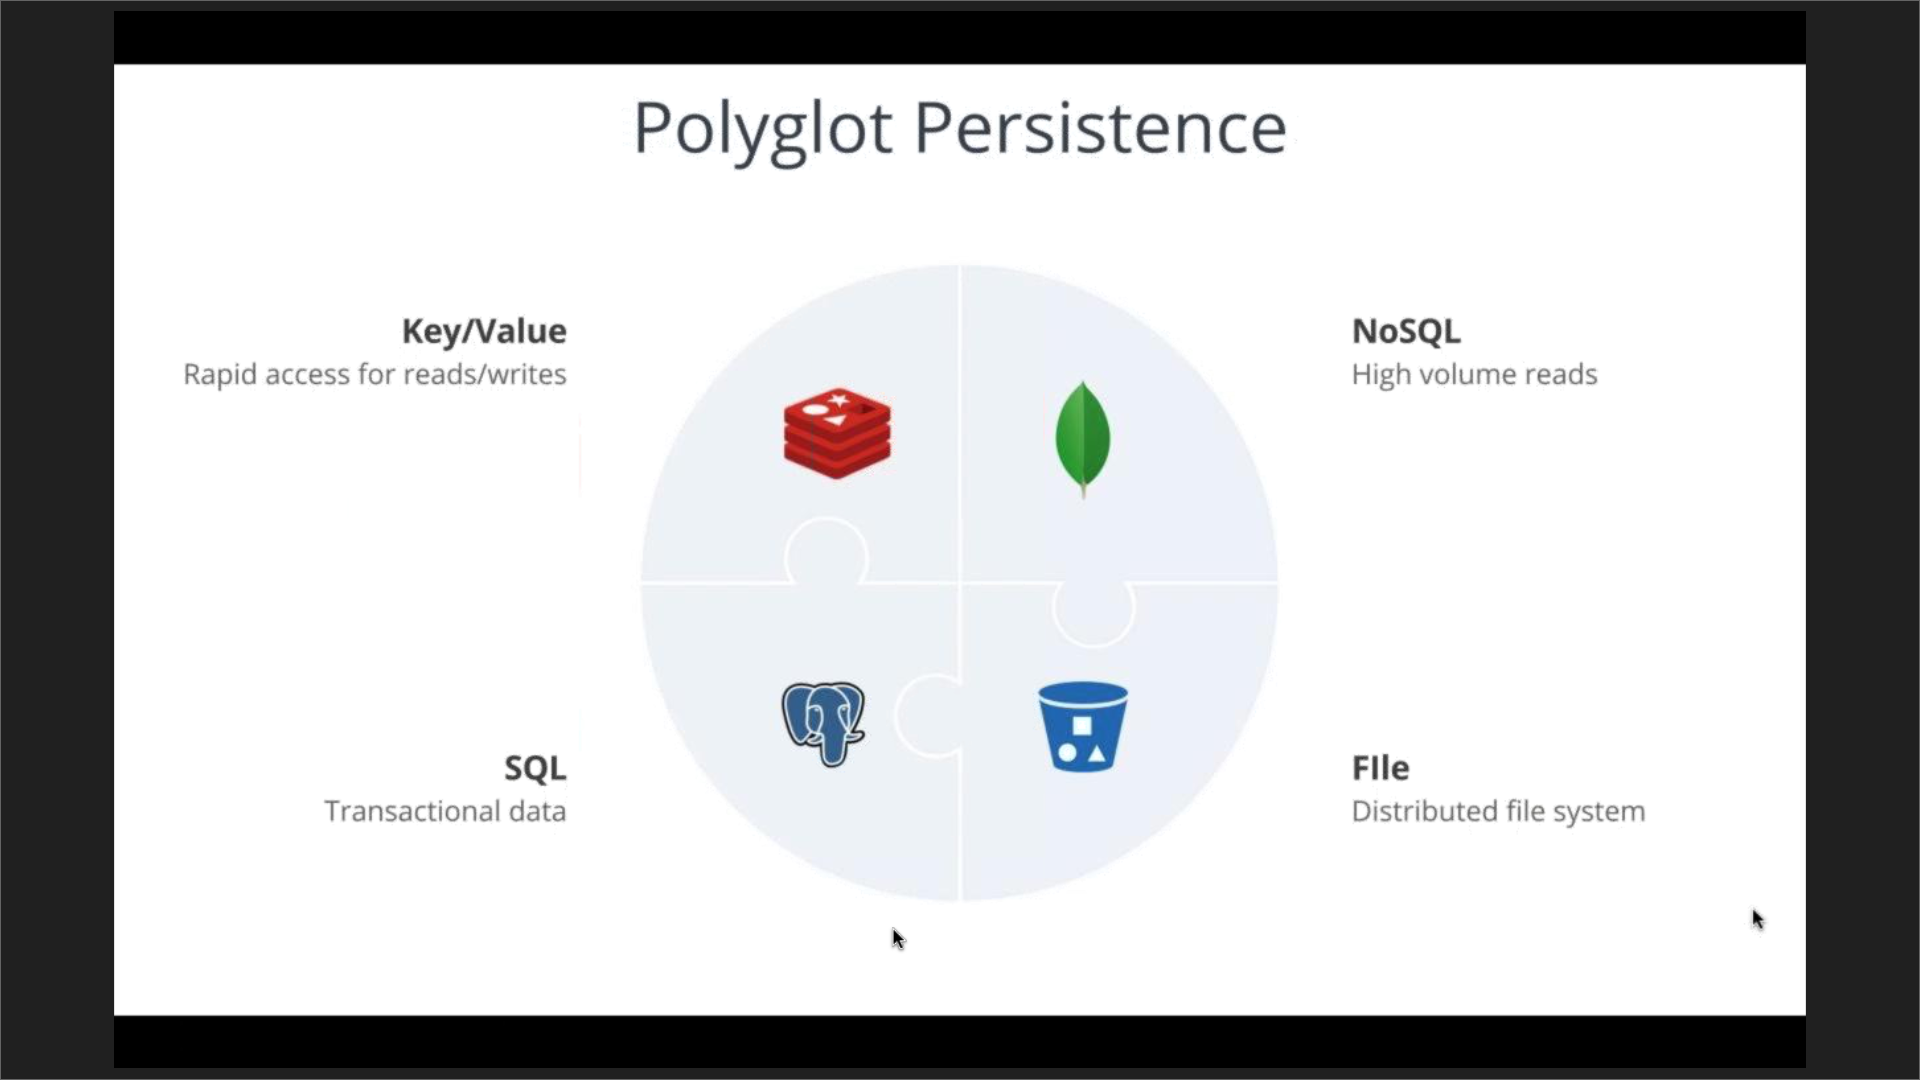 Polyglot Persistence
Key/Value
Rapid access for reads/writes
NoSQL
High volume reads
SQL
Transactional data
FIle
Distributed file system